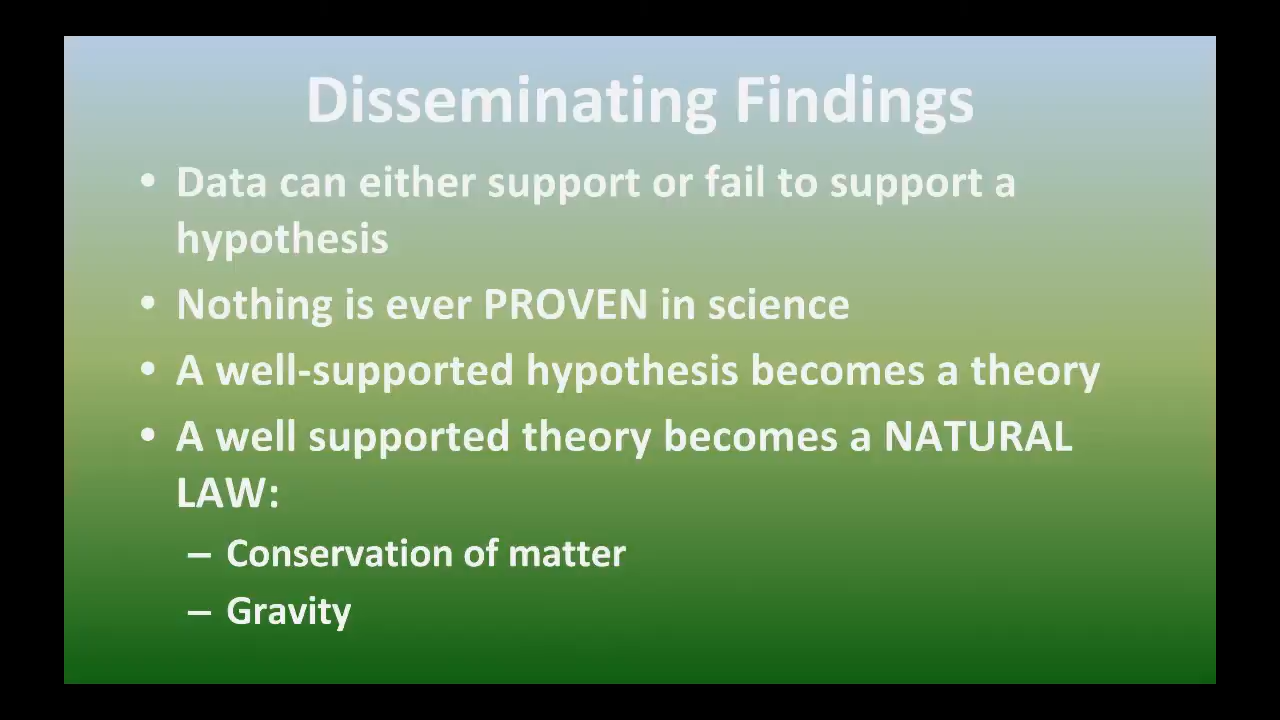 Disseminating Findings
• Data can either support or fail to support a
hypothesis
• Nothing is ever PROVEN in science
• A well-supported hypothesis becomes a theory
• A well supported theory becomes a NATURAL
LAW:
– Conservation of matter
– Gravity